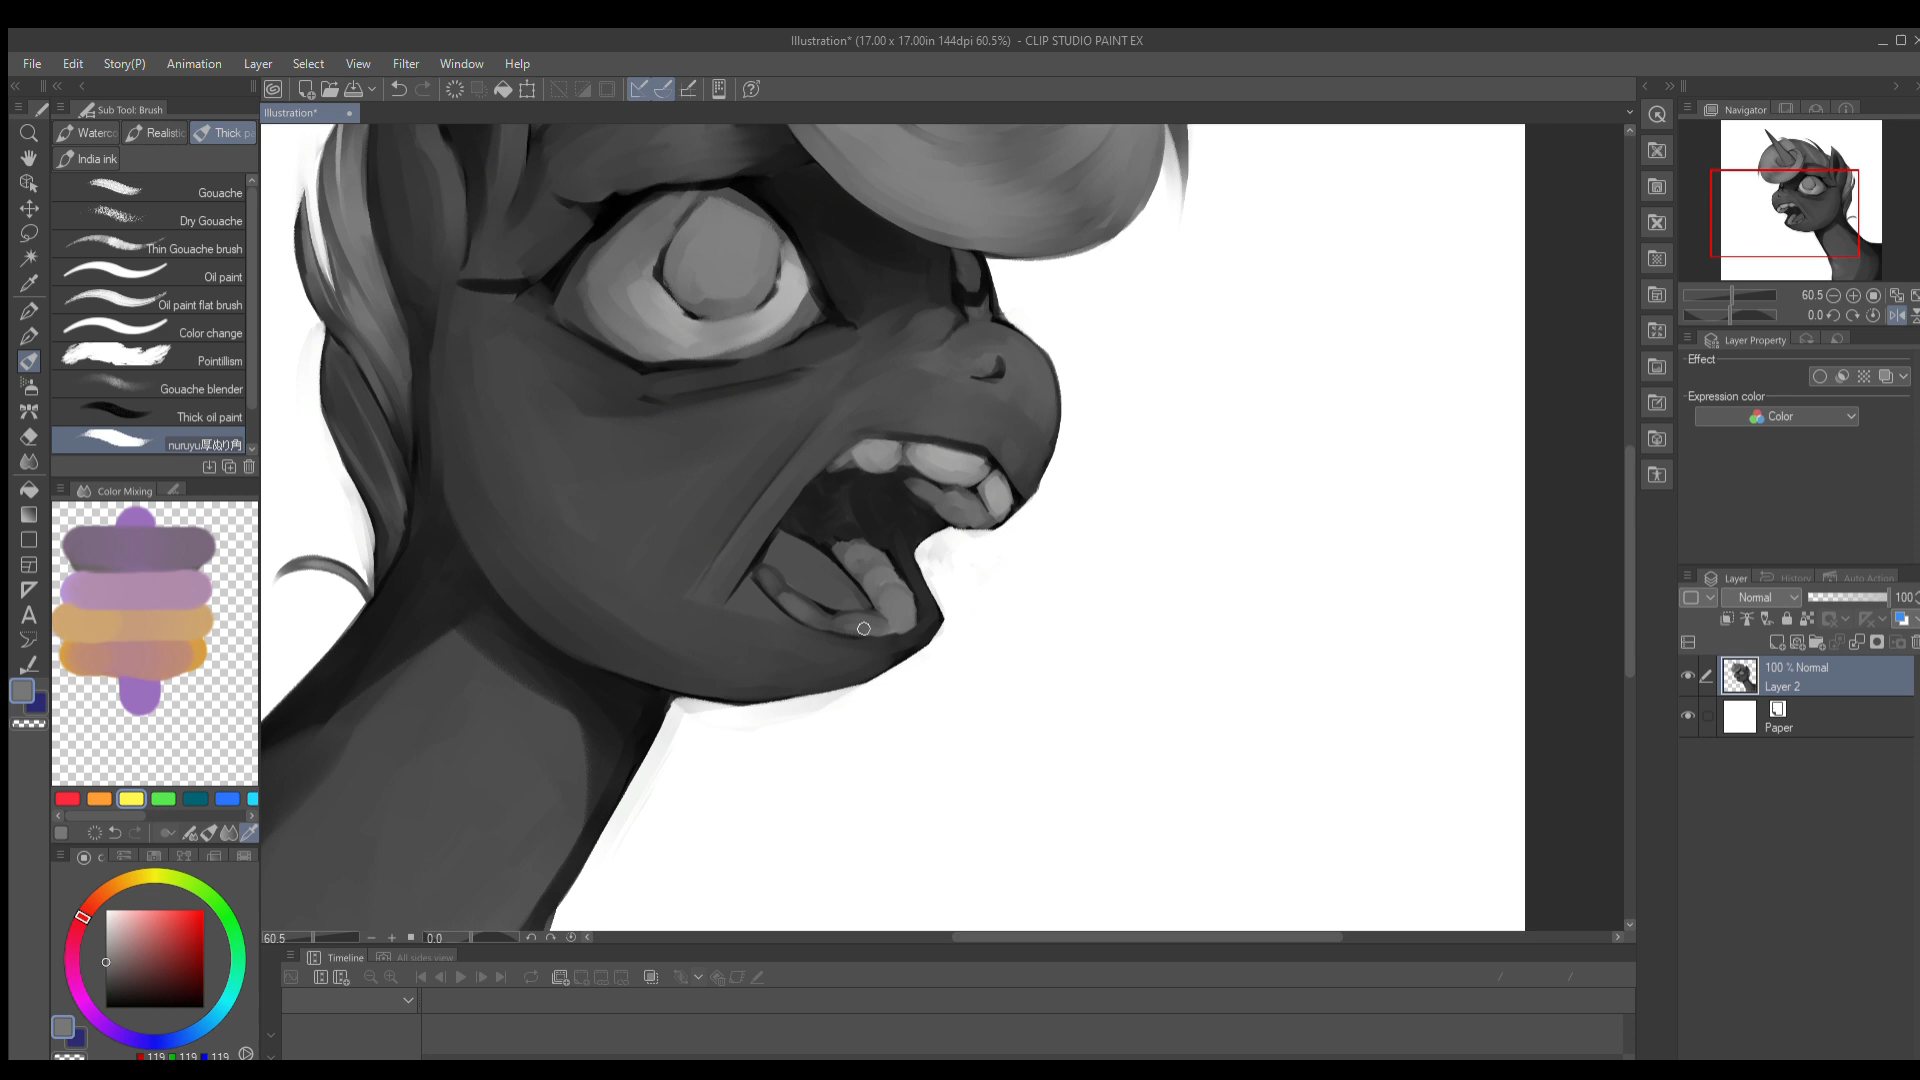 Illustration* (17.00 x 17.00in 144dpi 60.5%) - CLIP STUDIO PAINT EX
File Edit Story(P) Animation Layer Select View Filter Window Help
Sub Tool: Brush
Illustration*
Navigator
Waterco Realistic Thick pa
India ink
Gouache
Dry Gouache
Thin Gouache brush
Oil paint
Oil paint flat brush
Color change
Pointillism
Gouache blender
Thick oil paint
nuruyu厚ぬり角
Color Mixing
60.5
0.0
Layer Property
Effect
Expression color
Color
Layer History Auto Action
Normal 100
100 % Normal
Layer 2
Paper
60.5 0.0
Timeline All sides view
119 119 119